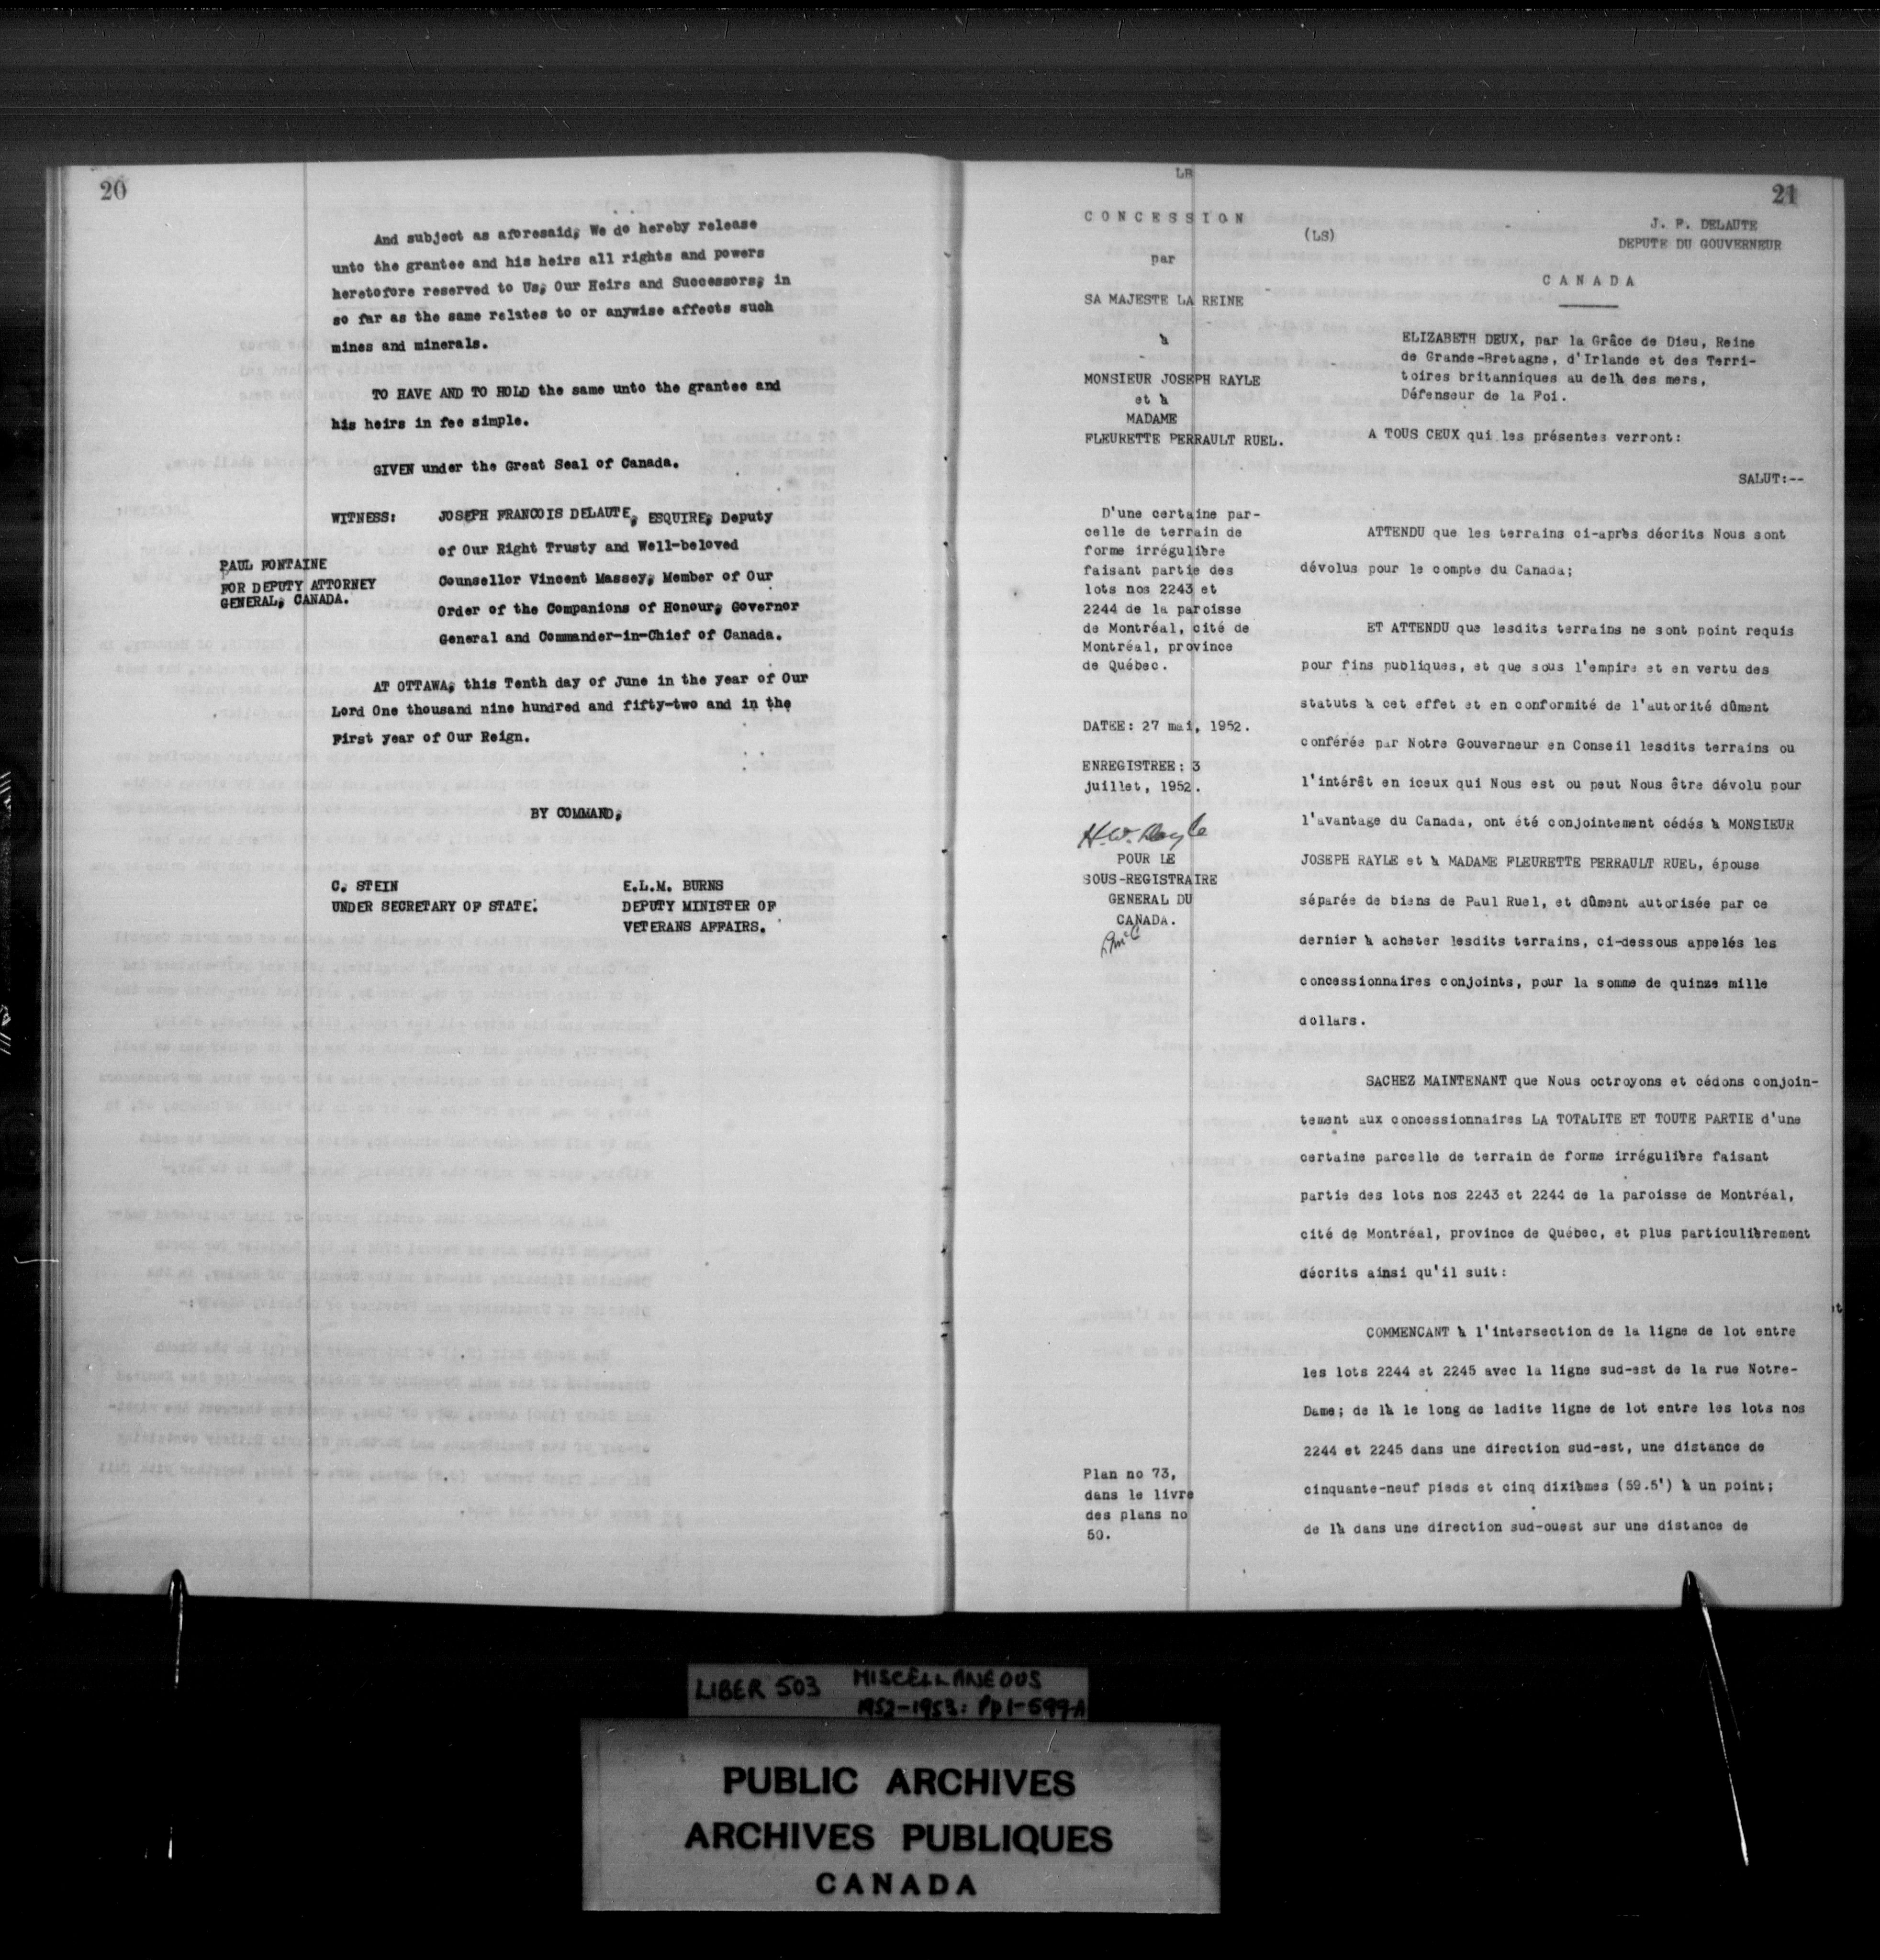 20
And subject as aforesaid, We do hereby release
unto the grantee and his heirs all rights and powers
heretofore reserved to Us, Our Heirs and Successors, in
so far as the same relates to or anywise affects such
mines and minerals.
TO HAVE AND TO HOLD the same unto the grantee and
his heirs in fee simple.
GIVEN under the Great Seal of Canada.
WITNESS: JOSEPH FRANCOIS DELAUTE, ESQUIRE, Deputy
of Our Right Trusty and Well-beloved
Counsellor Vincent Massey, Member of Our
Order of the Companions of Honour, Governor
General and Commander-in-Chief of Canada.
PAUL FONTAINE
FOR DEPUTY ATTORNEY
GENERAL, CANADA.
AT OTTAWA, this Tenth day of June in the year of Our
Lord One thousand nine hundred and fifty-two and in the
First year of Our Reign.
BY COMMAND,
C. STEIN
UNDER SECRETARY OF STATE.
E.L.M. BURNS
DEPUTY MINISTER OF
VETERANS AFFAIRS.
21
LR
CONCESSION
par
SA MAJESTE LA REINE
à
MONSIEUR JOSEPH RAYLE
et à
MADAME
FLEURETTE PERRAULT RUEL.
D'une certaine par-
celle de terrain de
forme irrégulière
faisant partie des
lots nos 2243 et
2244 de la paroisse
de Montréal, cité de
Montréal, province
de Québec.
DATEE: 27 mai, 1952.
ENREGISTREE: 3
juillet, 1952.
H.W. Doyle
POUR LE
SOUS-REGISTRAIRE
GENERAL DU
CANADA.
Plan no 73,
dans le livre
des plans no
50.
(LS)
J. F. DELAUTE
DEPUTE DU GOUVERNEUR
CANADA
ELIZABETH DEUX, par la Grâce de Dieu, Reine
de Grande-Bretagne, d'Irlande et des Terri-
toires britanniques au delà des mers,
Défenseur de la Foi.
A TOUS CEUX qui les présentes verront:
SALUT:--
ATTENDU que les terrains ci-après décrits Nous sont
dévolus pour le compte du Canada;
ET ATTENDU que lesdits terrains ne sont point requis
pour fins publiques, et que sous l'empire et en vertu des
statuts à cet effet et en conformité de l'autorité dûment
conférée par Notre Gouverneur en Conseil lesdits terrains ou
l'intérêt en iceux qui Nous est ou peut Nous être dévolu pour
l'avantage du Canada, ont été conjointement cédés à MONSIEUR
JOSEPH RAYLE et à MADAME FLEURETTE PERRAULT RUEL, épouse
séparée de biens de Paul Ruel, et dûment autorisée par ce
dernier à acheter lesdits terrains, ci-dessous appelés les
concessionnaires conjoints, pour la somme de quinze mille
dollars.
SACHEZ MAINTENANT que Nous octroyons et cédons conjoin-
tement aux concessionnaires LA TOTALITE ET TOUTE PARTIE d'une
certaine parcelle de terrain de forme irrégulière faisant
partie des lots nos 2243 et 2244 de la paroisse de Montréal,
cité de Montréal, province de Québec, et plus particulièrement
décrits ainsi qu'il suit:
COMMENCANT à l'intersection de la ligne de lot entre
les lots 2244 et 2245 avec la ligne sud-est de la rue Notre-
Dame; de là le long de ladite ligne de lot entre les lots nos
2244 et 2245 dans une direction sud-est, une distance de
cinquante-neuf pieds et cinq dixièmes (59.5') à un point;
de là dans une direction sud-ouest sur une distance de
LIBER 503 MISCELLANEOUS
1952-1953: Pp1-599A
PUBLIC ARCHIVES
ARCHIVES PUBLIQUES
CANADA